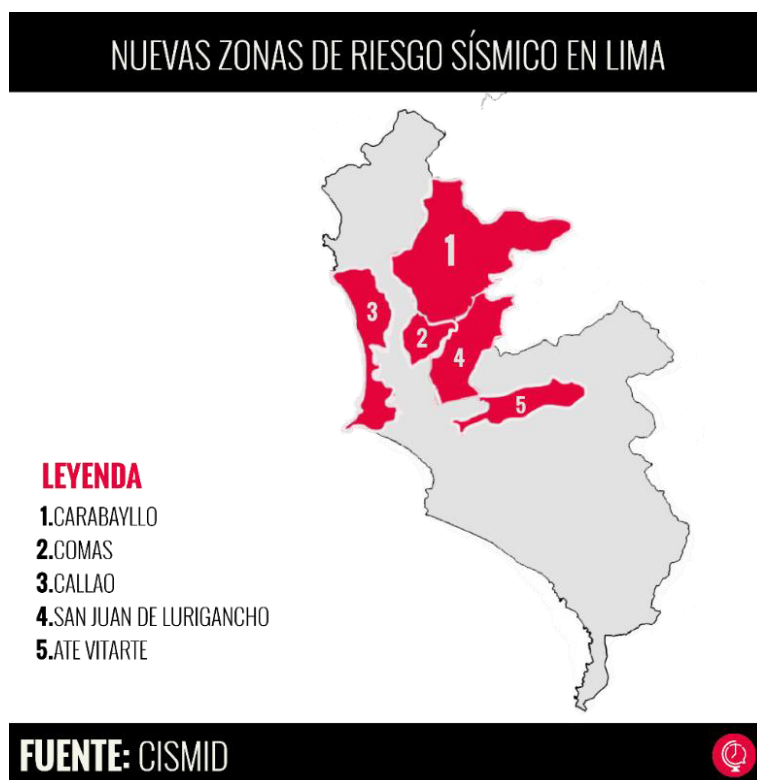 NUEVAS ZONAS DE RIESGO SÍSMICO EN LIMA
1
3
2
4
5
LEYENDA
1.CARABAYLLO
2.COMAS
3.CALLAO
4.SAN JUAN DE LURIGANCHO
5.ATE VITARTE
FUENTE: CISMID